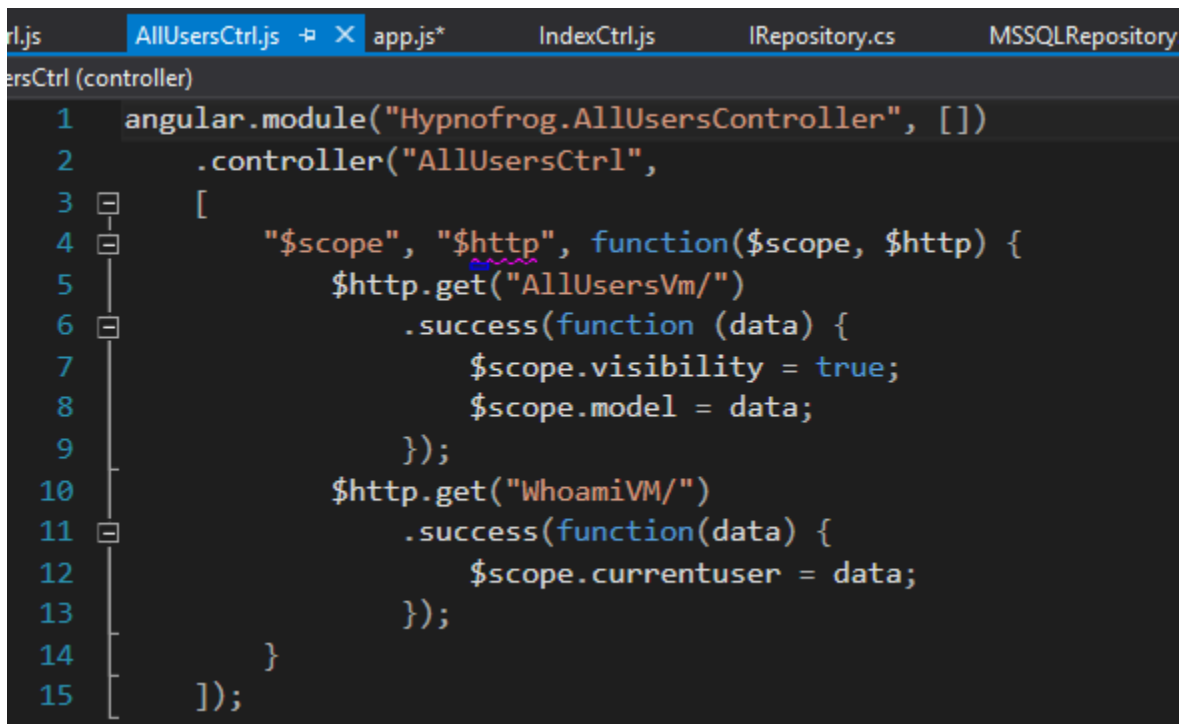 rl.js AllUsersCtrl.js app.js* IndexCtrl.js IRepository.cs MSSQLRepository
ersCtrl (controller)
1 angular.module("Hypnofrog.AllUsersController", [])
2 .controller("AllUsersCtrl",
3 [
4 "$scope", "$http", function($scope, $http) {
5 $http.get("AllUsersVm/")
6 .success(function (data) {
7 $scope.visibility = true;
8 $scope.model = data;
9 });
10 $http.get("WhoamiVM/")
11 .success(function(data) {
12 $scope.currentuser = data;
13 });
14 }
15 ]);